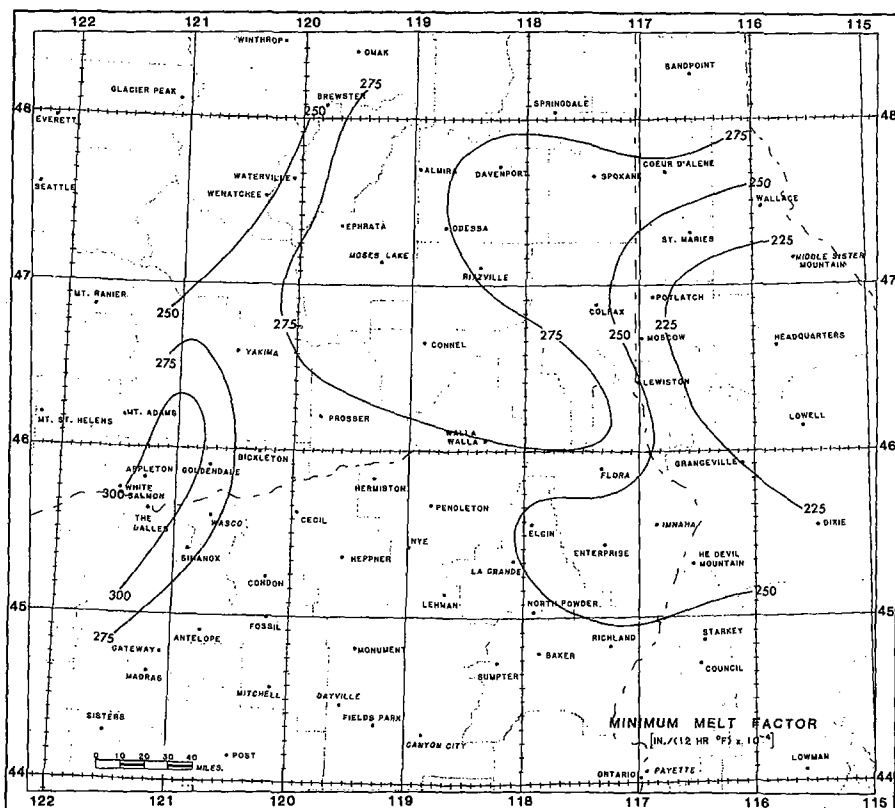 122 121 120 119 118 117 116 115
WINTHROP OMAK
SANDPOINT
GLACIER PEAK BREWSTER 275
250
48 EVERETT SPRINGDALE 275 48
COEUR D'ALENE
WATERVILLE ALMIRA DAVENPORT SPOKANE
SEATTLE WENATCHEE 250
WALLACE
EPHRATA ODESSA ST. MARIES 225
MOSES LAKE RITZVILLE MIDDLE SISTER
MOUNTAIN
47 47
MT. RANIER 250 COLFAX POTLATCH
275 275 250 225
275 YAKIMA CONNEL MOSCOW HEADQUARTERS
LEWISTON
MT. ST. HELENS MT. ADAMS PROSSER LOWELL
WALLA
WALLA
46 BICKLETON 46
APPLETON GOLDENDALE FLORA GRANGEVILLE
300 WHITE
SALMON HERMISTON 225
THE
DALLES WASCO CECIL PENDLETON ELGIN IMNAHA DIXIE
SIMANOX HEPPNER NYE ENTERPRISE HE DEVIL
MOUNTAIN
CONDON LA GRANDE
300 LEHMAN NORTH POWDER 250
45 45
275 ANTELOPE FOSSIL RICHLAND STARKEY
GATEWAY MONUMENT BAKER
MADRAS SUMPTER COUNCIL
MITCHELL DAYVILLE
SISTERS FIELDS PARK MINIMUM MELT FACTOR
CANYON CITY [IN./(12 HR °F) x 10⁻⁴]
0 10 20 30 40
MILES. POST LOWMAN
44 ONTARIO PAYETTE 44
122 121 120 119 118 117 116